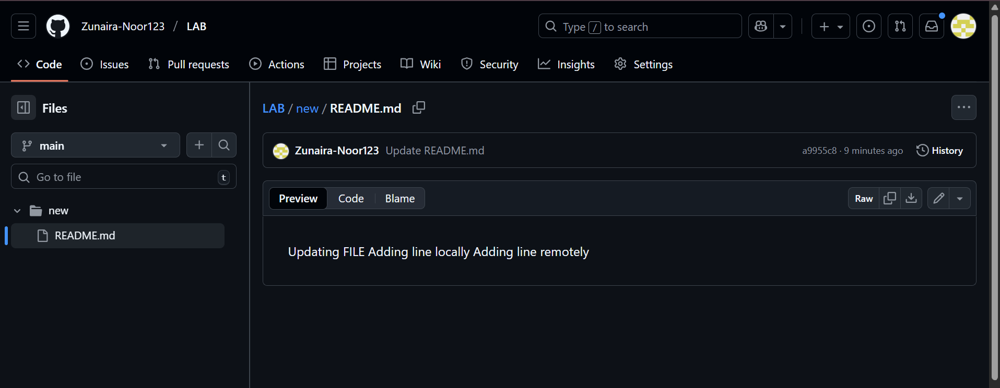 Zunaira-Noor123 / LAB
Type / to search
Code Issues Pull requests Actions Projects Wiki Security Insights Settings
Files
main
Go to file t
new
README.md
LAB / new / README.md
Zunaira-Noor123 Update README.md a9955c8 · 9 minutes ago History
Preview Code Blame Raw
Updating FILE Adding line locally Adding line remotely